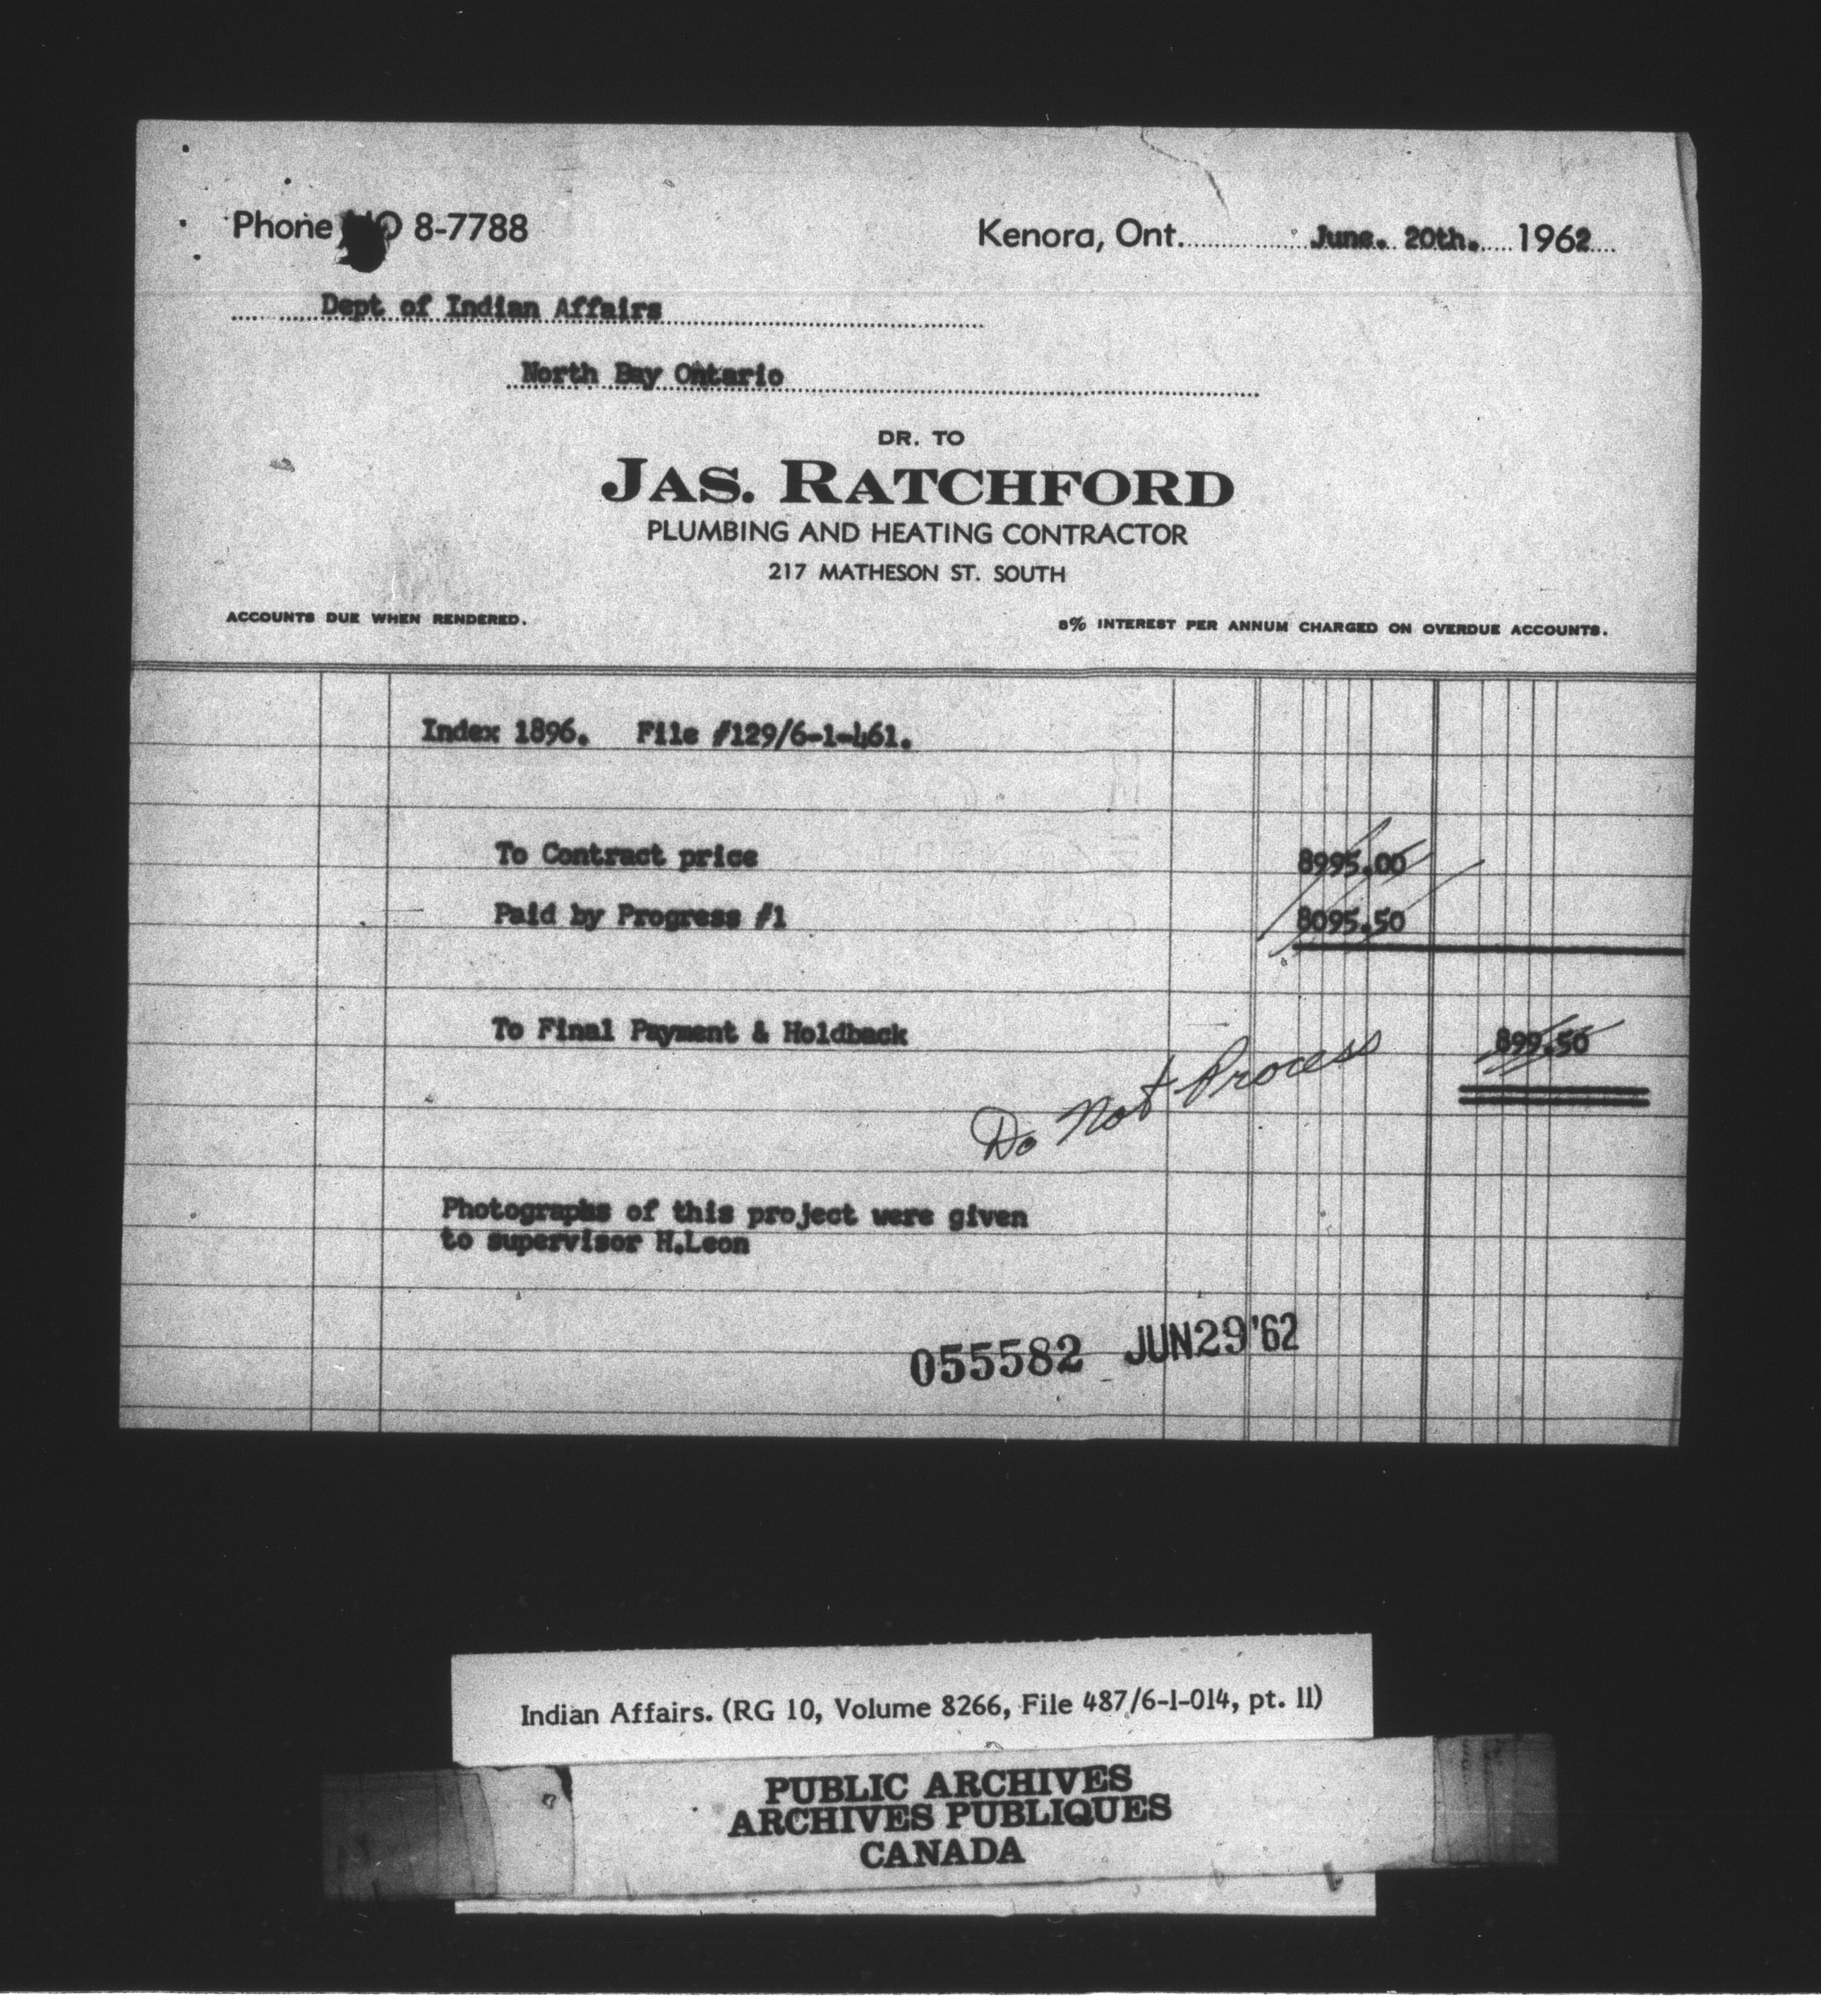 Phone 8-7788
Kenora, Ont. June. 20th. 1962
Dept of Indian Affairs
North Bay Ontario
DR. TO
JAS. RATCHFORD
PLUMBING AND HEATING CONTRACTOR
217 MATHESON ST. SOUTH
ACCOUNTS DUE WHEN RENDERED.
% INTEREST PER ANNUM CHARGED ON OVERDUE ACCOUNTS.
Index 1896. File #129/6-1-461.
To Contract price 8995.00
Paid by Progress #1 8095.50
To Final Payment & Holdback 899.50
Do Not Process
Photographs of this project were given
to supervisor H.Leon
055582 JUN29'62
Indian Affairs. (RG 10, Volume 8266, File 487/6-1-014, pt. 11)
PUBLIC ARCHIVES
ARCHIVES PUBLIQUES
CANADA